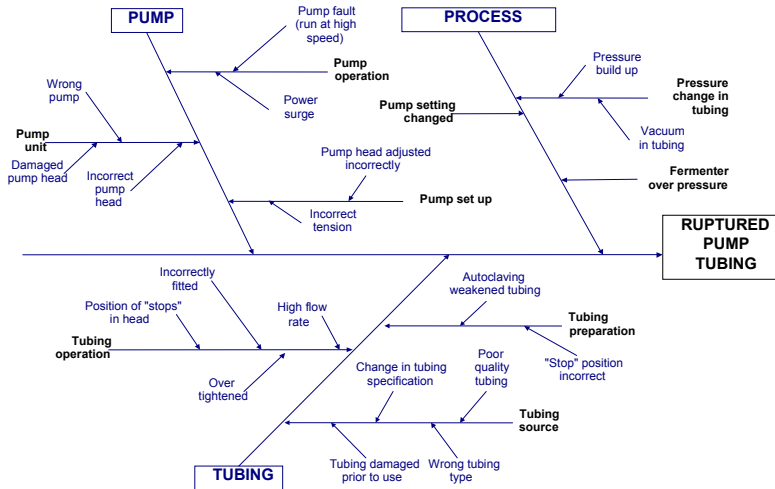 PUMP
Pump fault
(run at high
speed)
PROCESS
Pump
operation
Pressure
build up
Wrong
pump
Power
surge
Pump setting
changed
Pressure
change in
tubing
Pump
unit
Vacuum
in tubing
Damaged
pump head
Incorrect
pump
head
Pump head adjusted
incorrectly
Fermenter
over pressure
Incorrect
tension
Pump set up
RUPTURED
PUMP
TUBING
Incorrectly
fitted
Autoclaving
weakened tubing
Position of "stops"
in head
High flow
rate
Tubing
preparation
Tubing
operation
"Stop" position
incorrect
Over
tightened
Change in tubing
specification
Poor
quality
tubing
Tubing
source
TUBING
Tubing damaged
prior to use
Wrong tubing
type